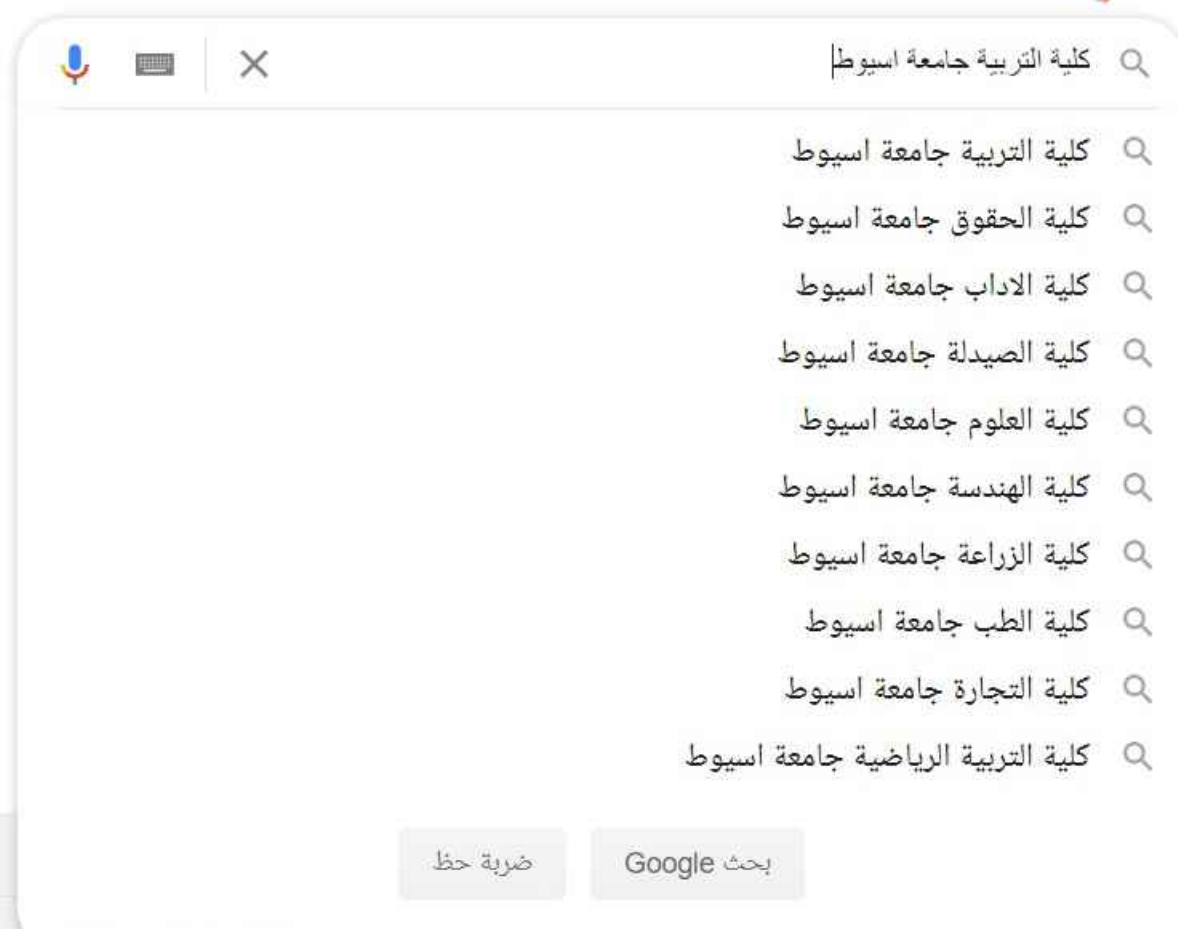 كلية التربية جامعة اسيوط
كلية التربية جامعة اسيوط
كلية الحقوق جامعة اسيوط
كلية الاداب جامعة اسيوط
كلية الصيدلة جامعة اسيوط
كلية العلوم جامعة اسيوط
كلية الهندسة جامعة اسيوط
كلية الزراعة جامعة اسيوط
كلية الطب جامعة اسيوط
كلية التجارة جامعة اسيوط
كلية التربية الرياضية جامعة اسيوط
بحث Google
ضربة حظ